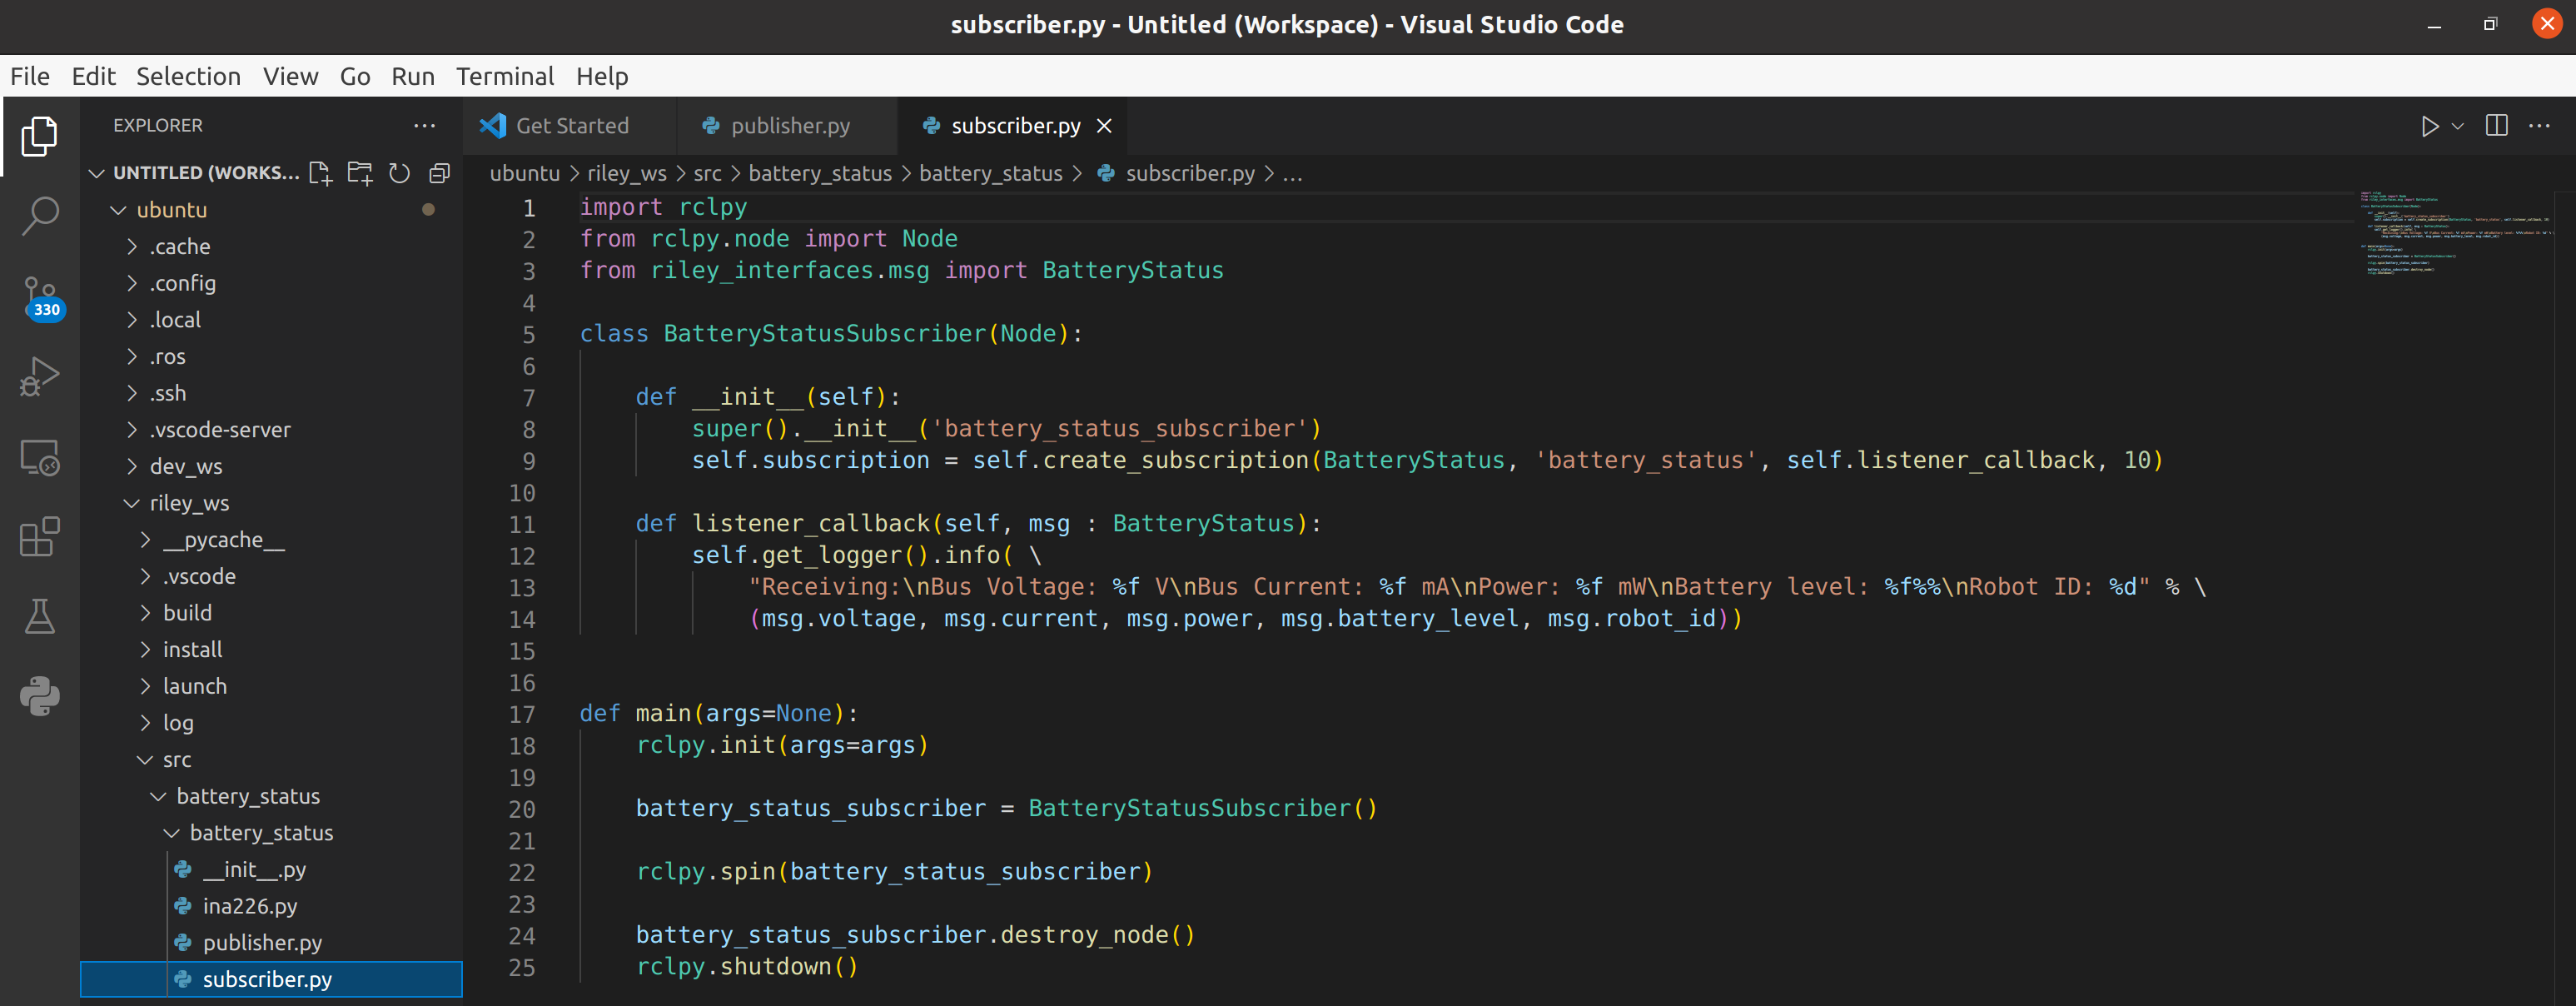 subscriber.py - Untitled (Workspace) - Visual Studio Code
File Edit Selection View Go Run Terminal Help
EXPLORER
UNTITLED (WORKS...
ubuntu
.cache
.config
.local
.ros
.ssh
.vscode-server
dev_ws
riley_ws
__pycache__
.vscode
build
install
launch
log
src
battery_status
battery_status
__init__.py
ina226.py
publisher.py
subscriber.py
330
Get Started publisher.py subscriber.py
ubuntu > riley_ws > src > battery_status > battery_status > subscriber.py > ...
1 import rclpy
2 from rclpy.node import Node
3 from riley_interfaces.msg import BatteryStatus
4
5 class BatteryStatusSubscriber(Node):
6
7     def __init__(self):
8         super().__init__('battery_status_subscriber')
9         self.subscription = self.create_subscription(BatteryStatus, 'battery_status', self.listener_callback, 10)
10
11     def listener_callback(self, msg : BatteryStatus):
12         self.get_logger().info( \
13             "Receiving:\nBus Voltage: %f V\nBus Current: %f mA\nPower: %f mW\nBattery level: %f%%\nRobot ID: %d" % \
14             (msg.voltage, msg.current, msg.power, msg.battery_level, msg.robot_id))
15
16
17 def main(args=None):
18     rclpy.init(args=args)
19
20     battery_status_subscriber = BatteryStatusSubscriber()
21
22     rclpy.spin(battery_status_subscriber)
23
24     battery_status_subscriber.destroy_node()
25     rclpy.shutdown()